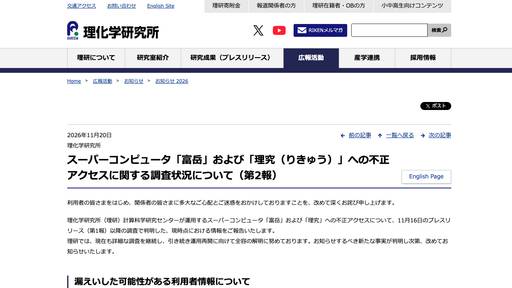 交通アクセス お問い合わせ English Site
理研寄附金 報道関係者の方 理研在籍者・OBの方 小中高生向けコンテンツ
理化学研究所
RIKENメルマガ
検索
理研について 研究室紹介 研究成果（プレスリリース） 広報活動 産学連携 採用情報
Home 広報活動 お知らせ お知らせ 2026
ポスト
2026年11月20日
前の記事 一覧へ戻る 次の記事
理化学研究所
スーパーコンピュータ「富岳」および「理究（りきゅう）」への不正
アクセスに関する調査状況について（第2報）
English Page
利用者の皆さまをはじめ、関係者の皆さまに多大なご心配とご迷惑をおかけしておりますことを、改めて深くお詫び申し上げます。
理化学研究所（理研）計算科学研究センターが運用するスーパーコンピュータ「富岳」および「理究」への不正アクセスについて、11月16日のプレスリ
リース（第1報）以降の調査で判明した、現時点における情報をご報告いたします。
理研では、現在も詳細な調査を継続し、引き続き運用再開に向けて全容の解明に努めております。お知らせするべき新たな事実が判明し次第、改めてお
知らせいたします。
漏えいした可能性がある利用者情報について